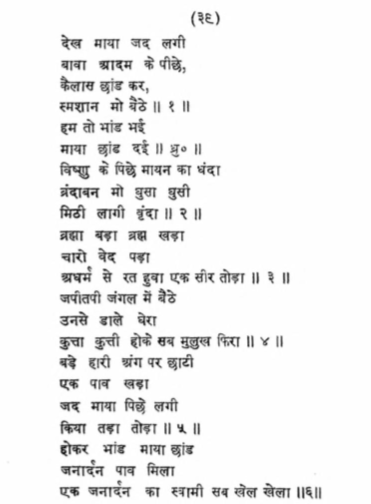 (३९)
देख माया जद लगी
बाबा आदम के पीछे,
कैलास छांड कर,
स्मशान मो बैठे ॥ १ ॥
हम तो भांड भई
माया छांड दई ॥ ध्रु० ॥
विष्णु के पिछे मायन का धंदा
व्रंदाबन मो घुसा घुसी
मिठी लागी वृंदा ॥ २ ॥
ब्रह्मा बड़ा ब्रह्म खड़ा
चारो वेद पड़ा
अधर्म से रत हुवा एक सीर तोड़ा ॥ ३ ॥
जपीतपी जंगल में बैठे
उनसे डाले घेरा
कुत्ता कुत्ती होके सब मुलुख फिरा ॥ ४ ॥
बड़े हारी अंग पर छाटी
एक पाव खड़ा
जद माया पिछे लगी
किया तड़ा तोड़ा ॥ ५ ॥
होकर भांड माया छांड
जनार्दन पाव मिला
एक जनार्दन का स्वामी सब खेल खेला ॥६॥